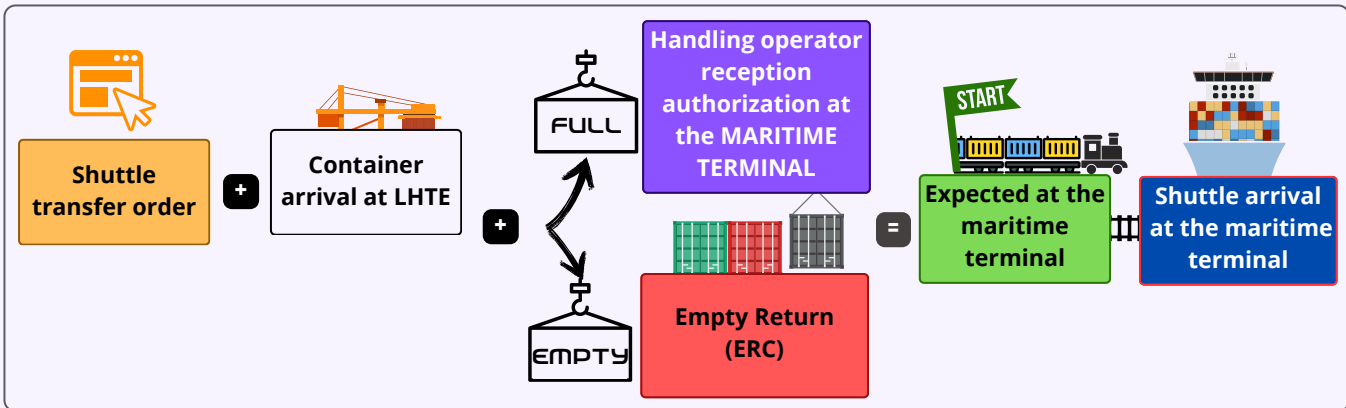 Shuttle
transfer order
+
Container
arrival at LHTE
+
FULL
Handling operator
reception
authorization at
the MARITIME
TERMINAL
EMPTY
Empty Return
(ERC)
=
START
Expected at the
maritime
terminal
Shuttle arrival
at the maritime
terminal